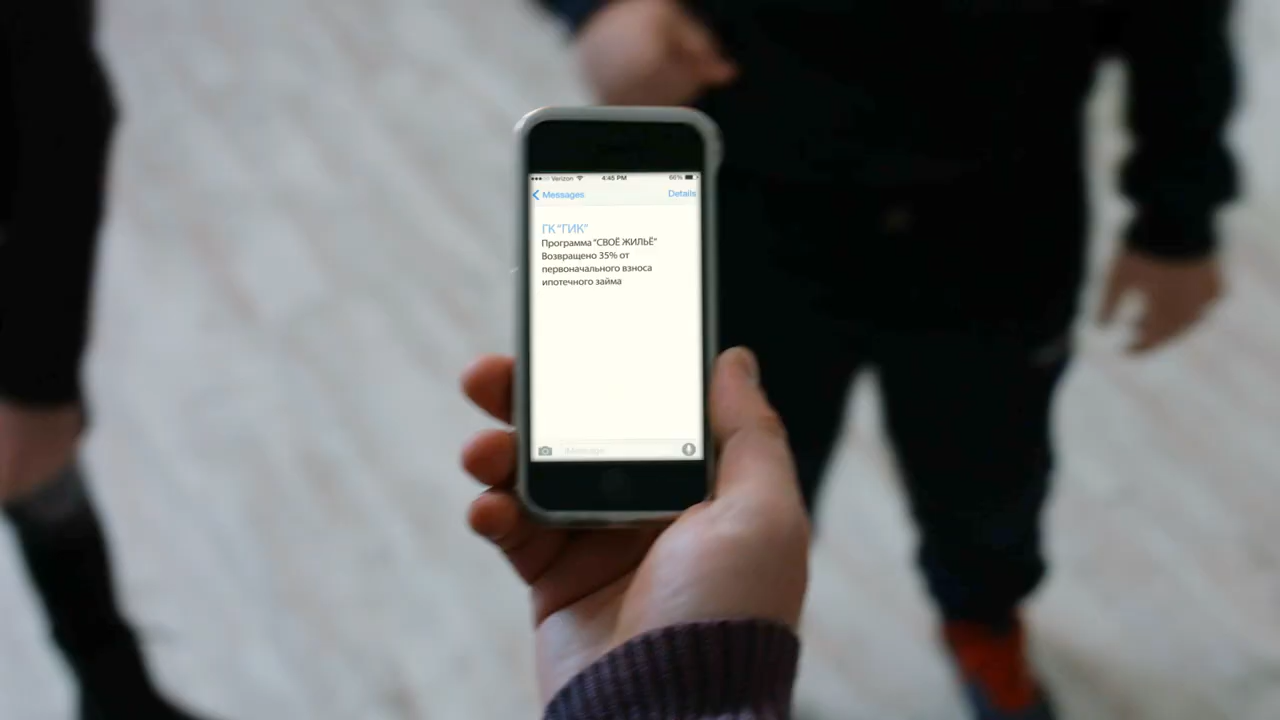 ●●●○○ Verizon 4:45 PM 66%
Messages Details
ГК "ГИК"
Программа "СВОЁ ЖИЛЬЁ"
Возвращено 35% от
первоначального взноса
ипотечного займа
iMessage